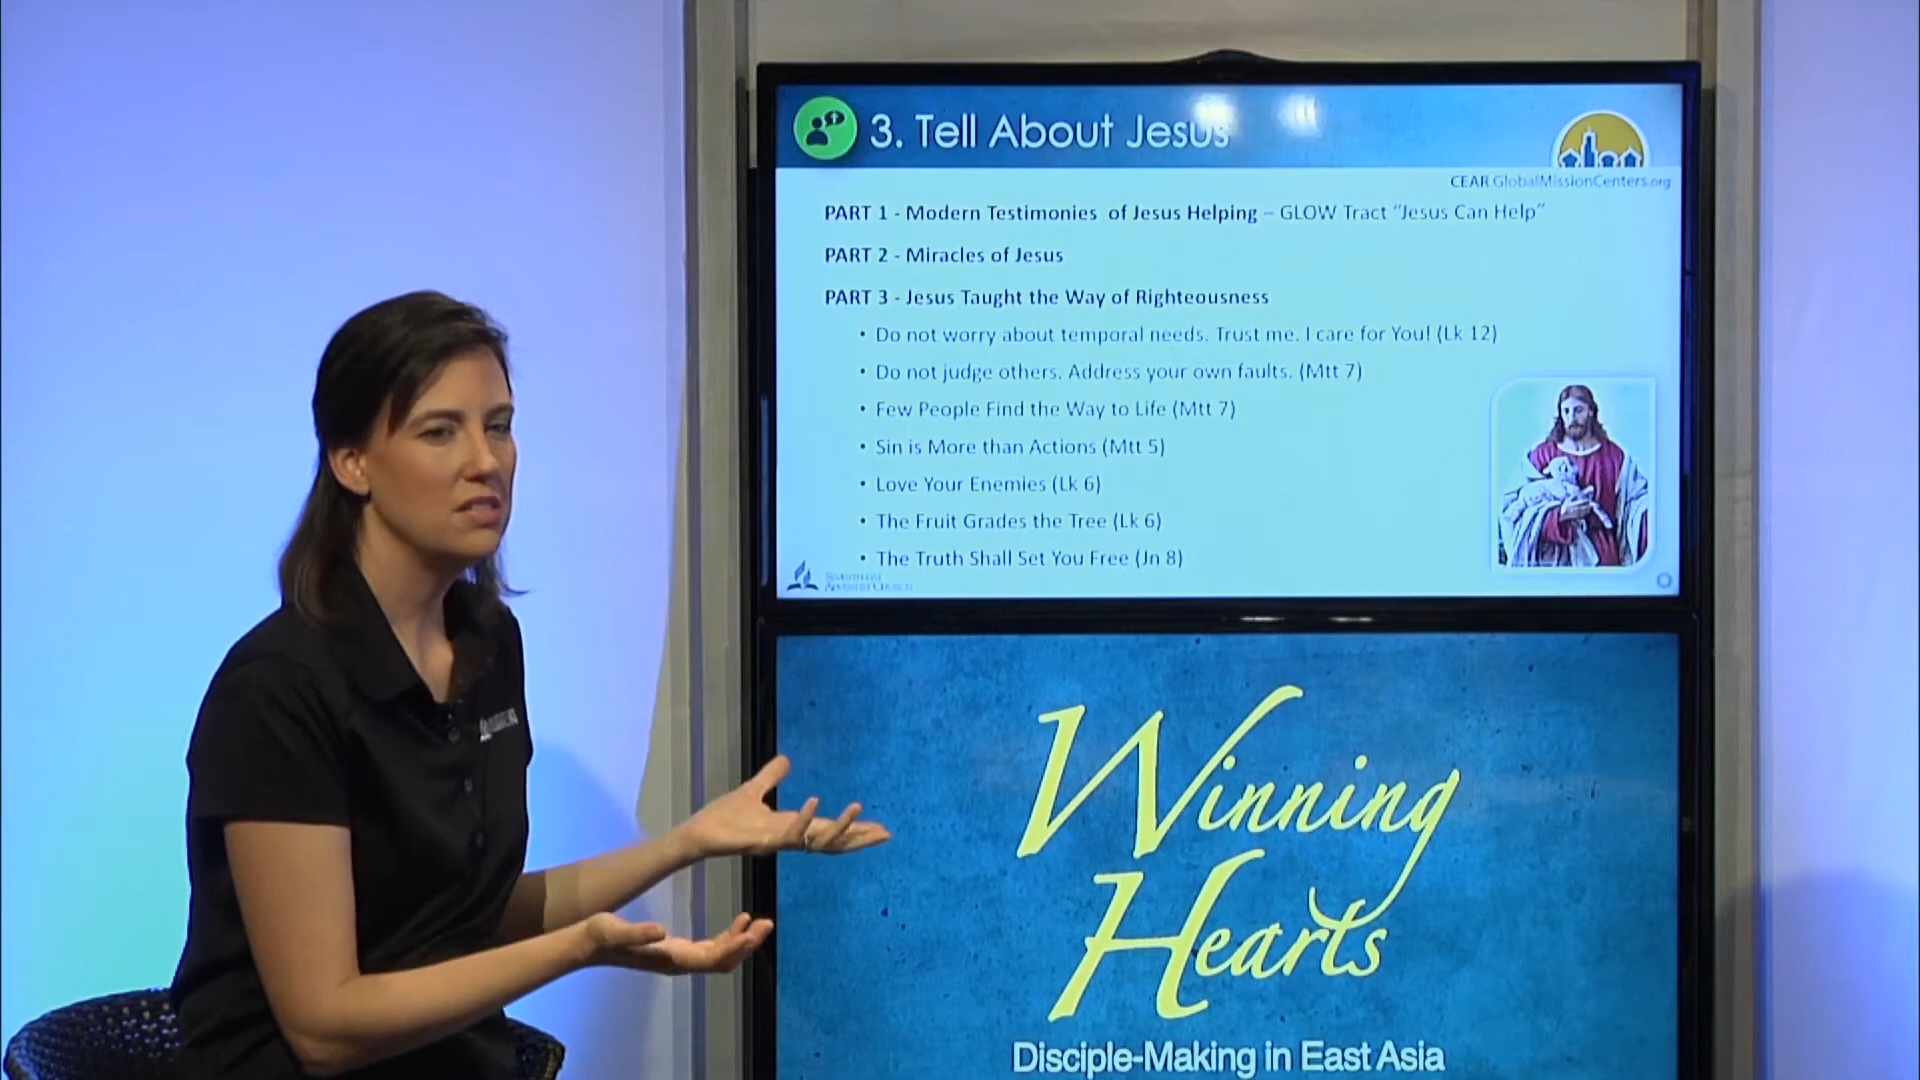 3. Tell About Jesus
CEAR.GlobalMissionCenters.org
PART 1 - Modern Testimonies of Jesus Helping – GLOW Tract “Jesus Can Help”
PART 2 - Miracles of Jesus
PART 3 - Jesus Taught the Way of Righteousness
• Do not worry about temporal needs. Trust me. I care for You! (Lk 12)
• Do not judge others. Address your own faults. (Mtt 7)
• Few People Find the Way to Life (Mtt 7)
• Sin is More than Actions (Mtt 5)
• Love Your Enemies (Lk 6)
• The Fruit Grades the Tree (Lk 6)
• The Truth Shall Set You Free (Jn 8)
Seventh-day
Adventist Church
Winning
Hearts
Disciple-Making in East Asia